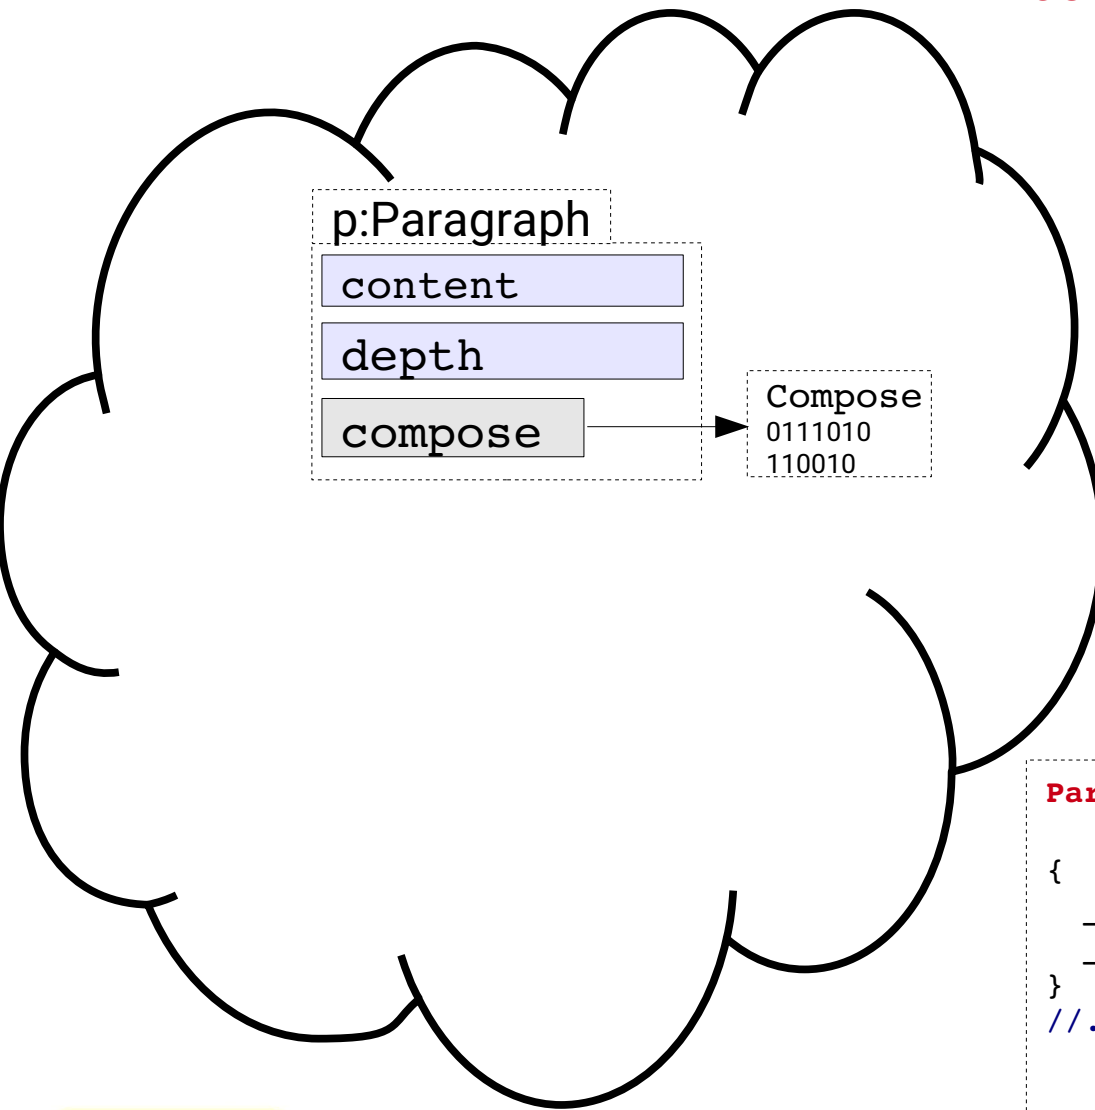 p:Paragraph
content
depth
compose
Compose
0111010
110010
{
}
//.